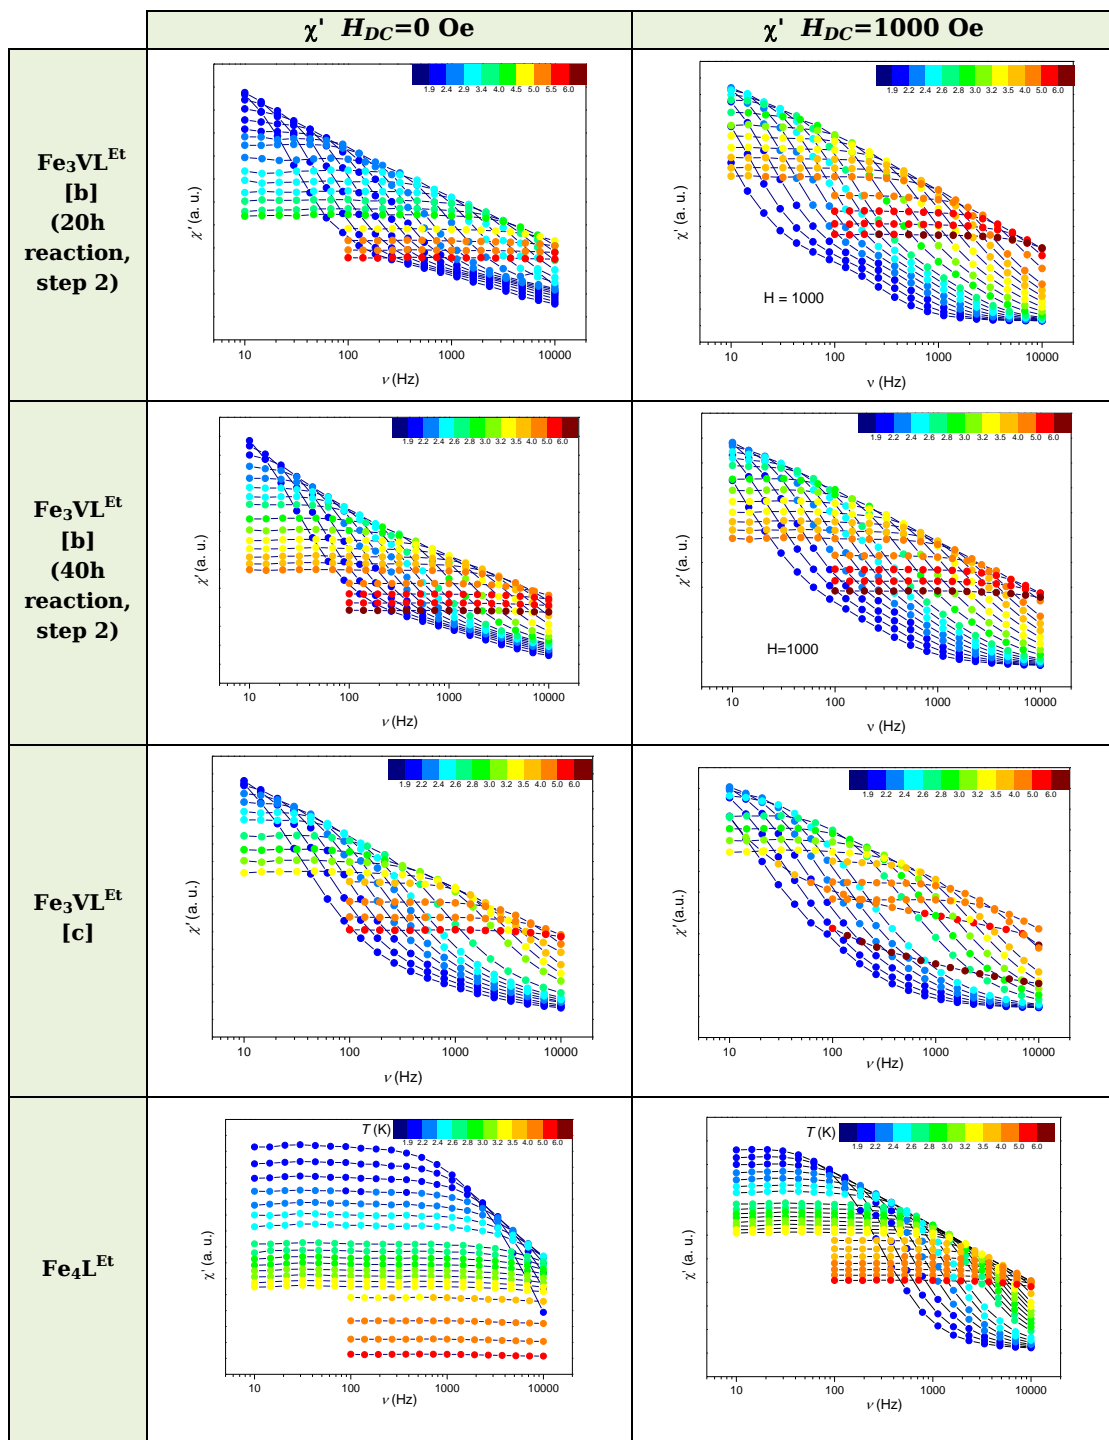 χ' H_DC=0 Oe
χ' H_DC=1000 Oe
Fe₃VL^Et
[b]
(20h
reaction,
step 2)
1.9 2.2 2.4 2.6 2.8 3.4 4.0 4.5 5.0 5.5 6.0
χ' (a. u.)
10 100 1000 10000
ν (Hz)
1.9 2.2 2.4 2.6 2.8 3.0 3.2 3.5 4.0 5.0 6.0
χ' (a. u.)
H = 1000
10 100 1000 10000
ν (Hz)
Fe₃VL^Et
[b]
(40h
reaction,
step 2)
1.9 2.2 2.4 2.6 2.8 3.0 3.2 3.5 4.0 5.0 6.0
χ' (a. u.)
10 100 1000 10000
ν (Hz)
1.9 2.2 2.4 2.6 2.8 3.0 3.2 3.5 4.0 5.0 6.0
χ' (a. u.)
H=1000
10 100 1000 10000
ν (Hz)
Fe₃VL^Et
[c]
1.9 2.2 2.4 2.6 2.8 3.0 3.2 3.5 4.0 5.0 6.0
χ' (a. u.)
10 100 1000 10000
ν (Hz)
1.9 2.2 2.4 2.6 2.8 3.0 3.2 3.5 4.0 5.0 6.0
χ' (a.u.)
10 100 1000 10000
ν (Hz)
Fe₄L^Et
T (K)
1.9 2.2 2.4 2.6 2.8 3.0 3.2 3.5 4.0 5.0 6.0
χ' (a. u.)
10 100 1000 10000
ν (Hz)
T (K)
1.9 2.2 2.4 2.6 2.8 3.0 3.2 3.5 4.0 5.0 6.0
χ' (a. u.)
10 100 1000 10000
ν (Hz)